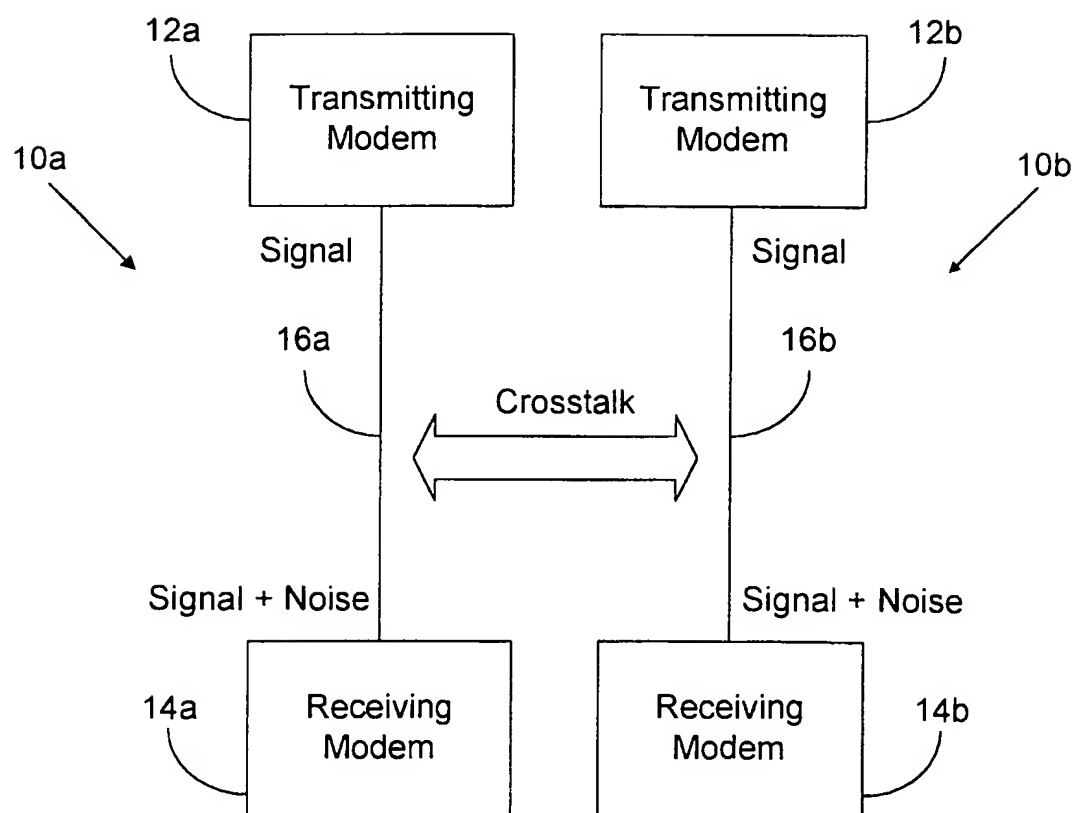 12a
12b
Transmitting
Modem
Transmitting
Modem
10a
10b
Signal
Signal
16a
16b
Crosstalk
Signal + Noise
Signal + Noise
14a
Receiving
Modem
Receiving
Modem
14b